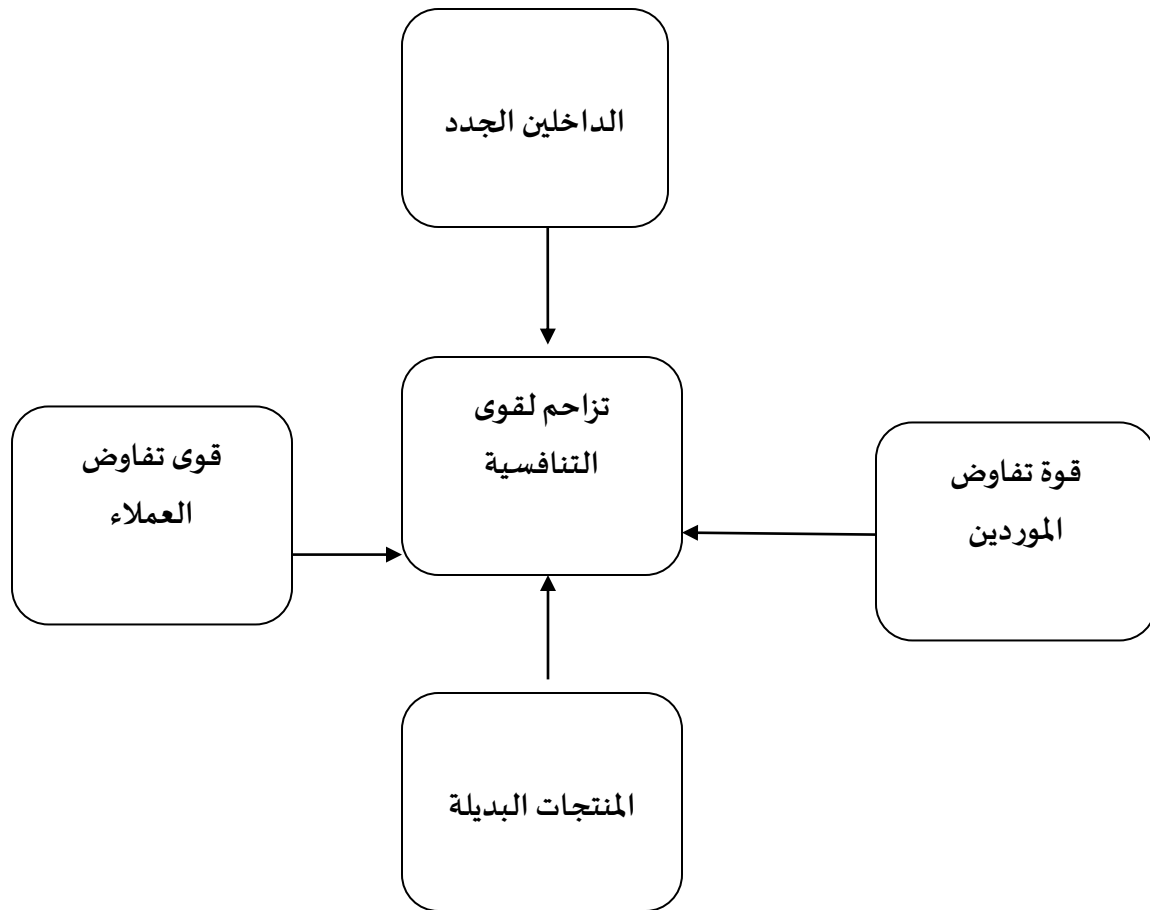 الداخلين الجدد
تزاحم لقوى
التنافسية
قوة تفاوض
الموردين
قوى تفاوض
العملاء
المنتجات البديلة